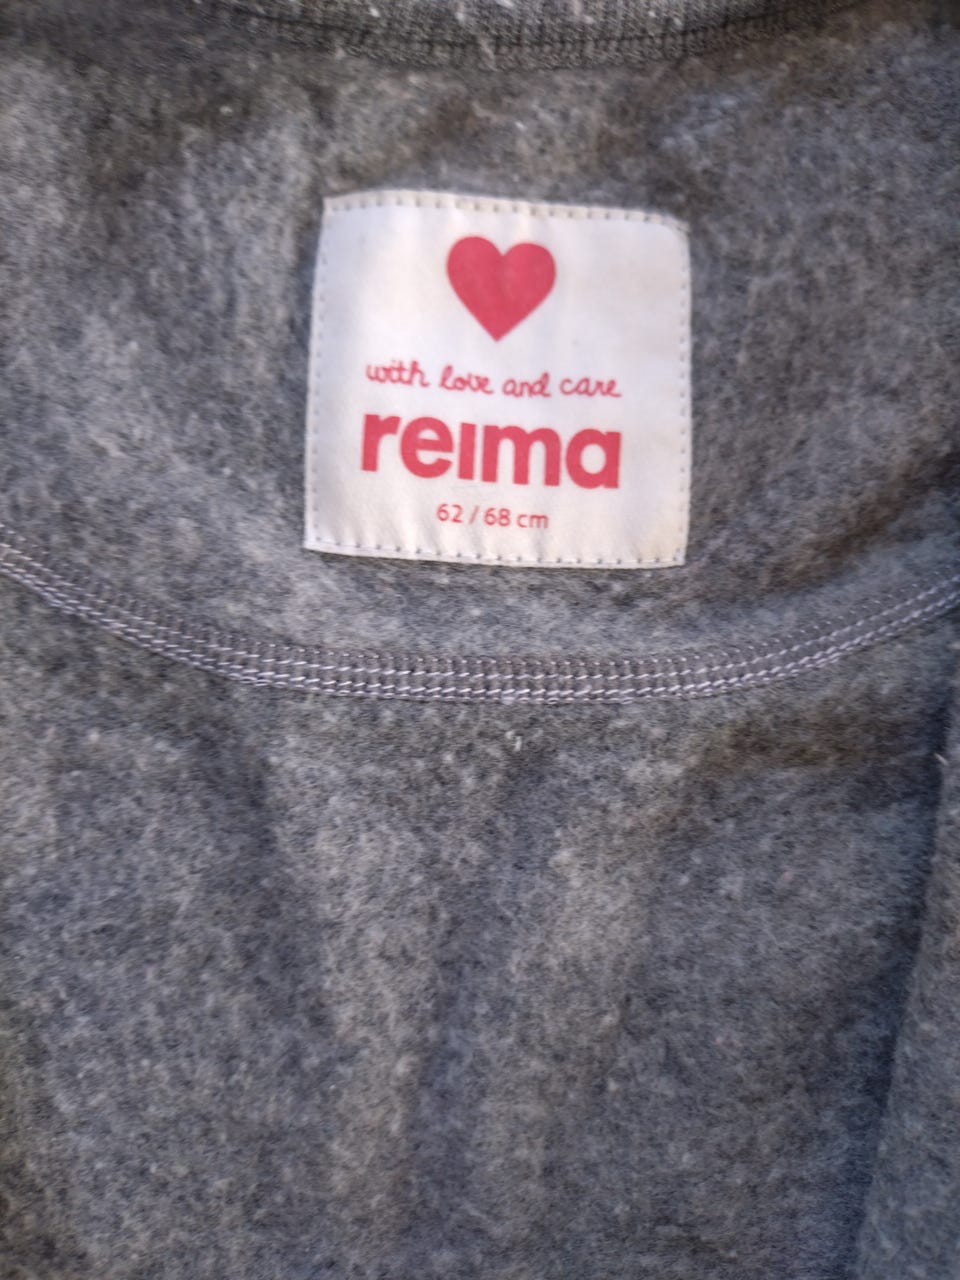 with love and care
reima
62 / 68 cm